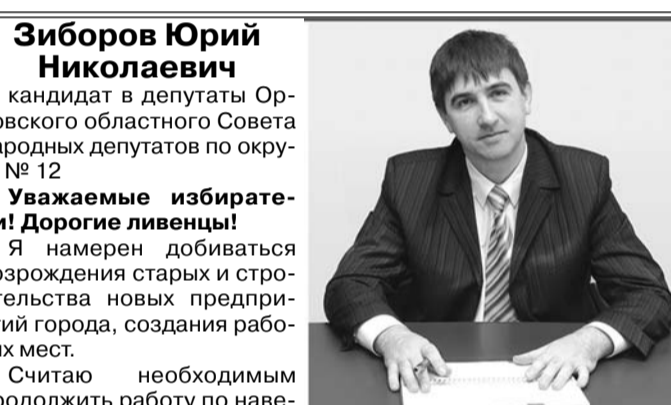 Зиборов Юрий
Николаевич
кандидат в депутаты Ор-
овского областного Совета
ародных депутатов по окру-
№ 12
Уважаемые избирате-
и! Дорогие ливенцы!
Я намерен добиваться
озрождения старых и стро-
тельства новых предпри-
тий города, создания рабо-
их мест.
Считаю необходимым
родолжить работу по наве-